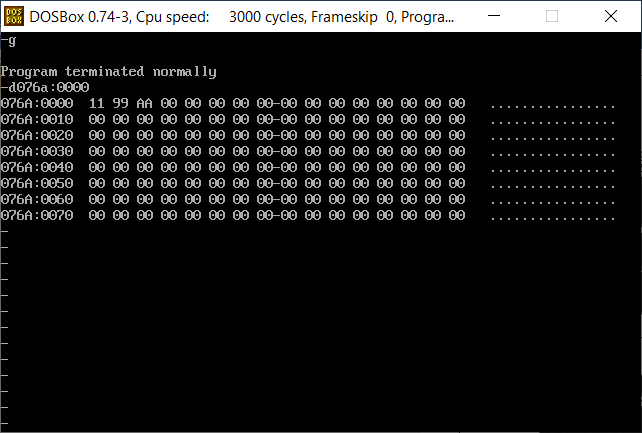 DOS BOX
DOSBox 0.74-3, Cpu speed:     3000 cycles, Frameskip  0, Progra...
-g
Program terminated normally
-d076a:0000
076A:0000  11 99 AA 00 00 00 00 00-00 00 00 00 00 00 00 00   ................
076A:0010  00 00 00 00 00 00 00 00-00 00 00 00 00 00 00 00   ................
076A:0020  00 00 00 00 00 00 00 00-00 00 00 00 00 00 00 00   ................
076A:0030  00 00 00 00 00 00 00 00-00 00 00 00 00 00 00 00   ................
076A:0040  00 00 00 00 00 00 00 00-00 00 00 00 00 00 00 00   ................
076A:0050  00 00 00 00 00 00 00 00-00 00 00 00 00 00 00 00   ................
076A:0060  00 00 00 00 00 00 00 00-00 00 00 00 00 00 00 00   ................
076A:0070  00 00 00 00 00 00 00 00-00 00 00 00 00 00 00 00   ................
-
-
-
-
-
-
-
-
-
-
-
-
-